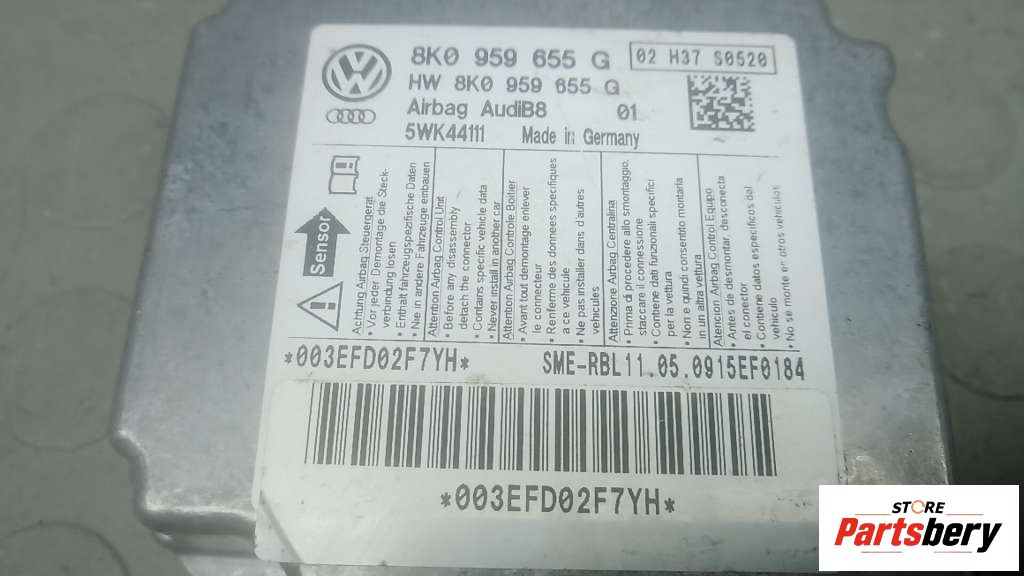 8K0 959 655 G
02 H37 S0520
HW 8K0 959 655 G
Airbag AudiB8 01
5WK44111 Made in Germany
Sensor
Achtung Airbag Steuergerät
• Vor jeder Demontage die Steck-
verbindung lösen
• Enthält fahrzeugspezifische Daten
• Nie in andere Fahrzeuge einbauen
Attention Airbag Control Unit
• Before any disassembly
detach the connector
• Contains specific vehicle data
• Never install in another car
Attention Airbag Controle Boitier
• Avant tout demontage enlever
le connecteur
• Renferme des donnees specifiques
a ce vehicule
• Ne pas installer dans d'autres
vehicules
Attenzione Airbag Centralina
• Prima di procedere allo smontaggio,
staccare il connessione
• Contiene dati funzionali specifici
per la vettura
• Non e quindi consentito montarla
in un altra vettura
Atencion Airbag Control Equipo
• Antes de desmontar, desconecta
el conector
• Contiene datos especificos del
vehiculo
• No se monte en otros vehiculos
*003EFD02F7YH*
SME-RBL11.05.0915EF0184
*003EFD02F7YH*
STORE
Partsbery